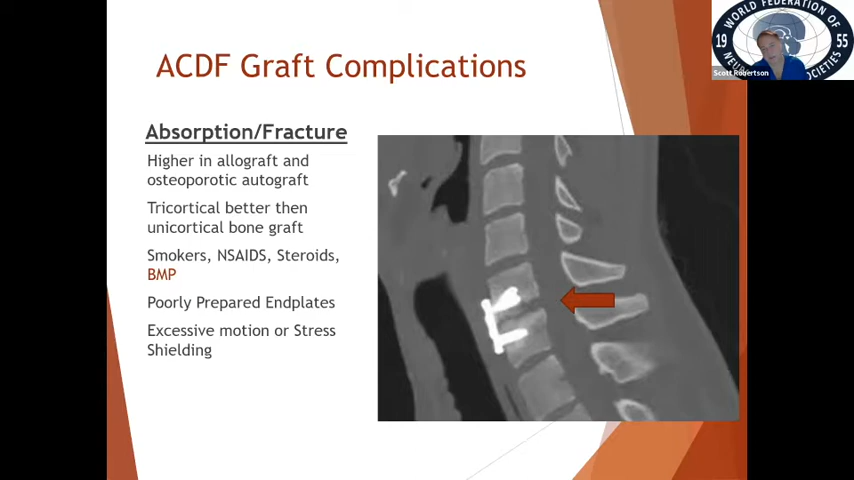 WORLD FEDERATION OF
19 55
SOCIETIES
Scott Robertson
ACDF Graft Complications
Absorption/Fracture
Higher in allograft and
osteoporotic autograft
Tricortical better then
unicortical bone graft
Smokers, NSAIDS, Steroids,
BMP
Poorly Prepared Endplates
Excessive motion or Stress
Shielding